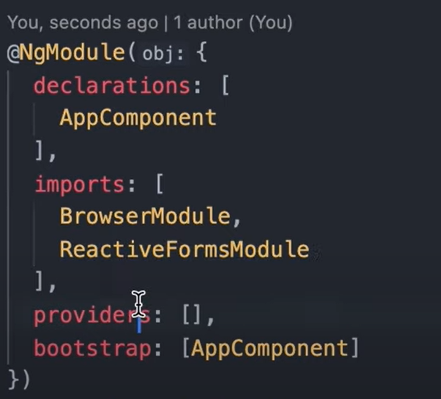 You, seconds ago | 1 author (You)
@NgModule( obj: {
declarations: [
AppComponent
],
imports: [
BrowserModule,
ReactiveFormsModule
],
providers: [],
bootstrap: [AppComponent]
})